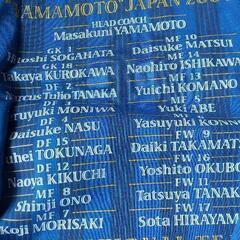 "YAMAMOTO" JAPAN 200
HEAD COACH
Masakuni YAMAMOTO
GK 1
Hitoshi SOGAHATA
GK 18
Takaya KUROKAWA
DF 2
Marcus Tulio TANAKA
DF
Teruyuki MONIWA
DF 4
Daisuke NASU
DF 15
Yuhei TOKUNAGA
DF 12
Naoya KIKUCHI
MF 8
Shinji ONO
MF 7
Koji MORISAKI
MF 10
Daisuke MATSUI
MF 14
Naohiro ISHIKAWA
MF 13
Yuichi KOMANO
MF 5
Yuki ABE
MF
Yasuyuki KONNO
FW 9
Daiki TAKAMATSU
FW 16
Yoshito OKUBO
FW 11
Tatsuya TANAKA
FW 17
Sota HIRAYAMA